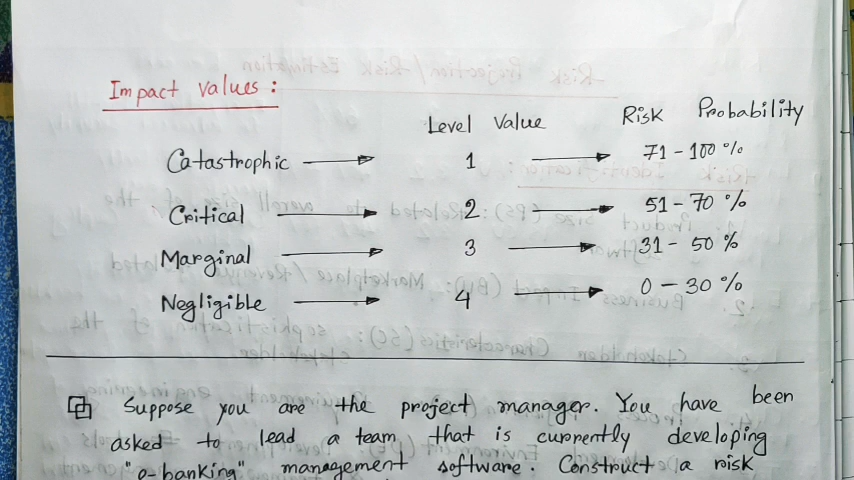 Impact values :
Level Value Risk Probability
Catastrophic → 1 → 71 - 100 %
Critical → 2 → 51 - 70 %
Marginal → 3 → 31 - 50 %
Negligible → 4 → 0 - 30 %
Suppose you are the project manager. You have been
asked to lead a team that is currently developing
"e-banking" management software. Construct a risk